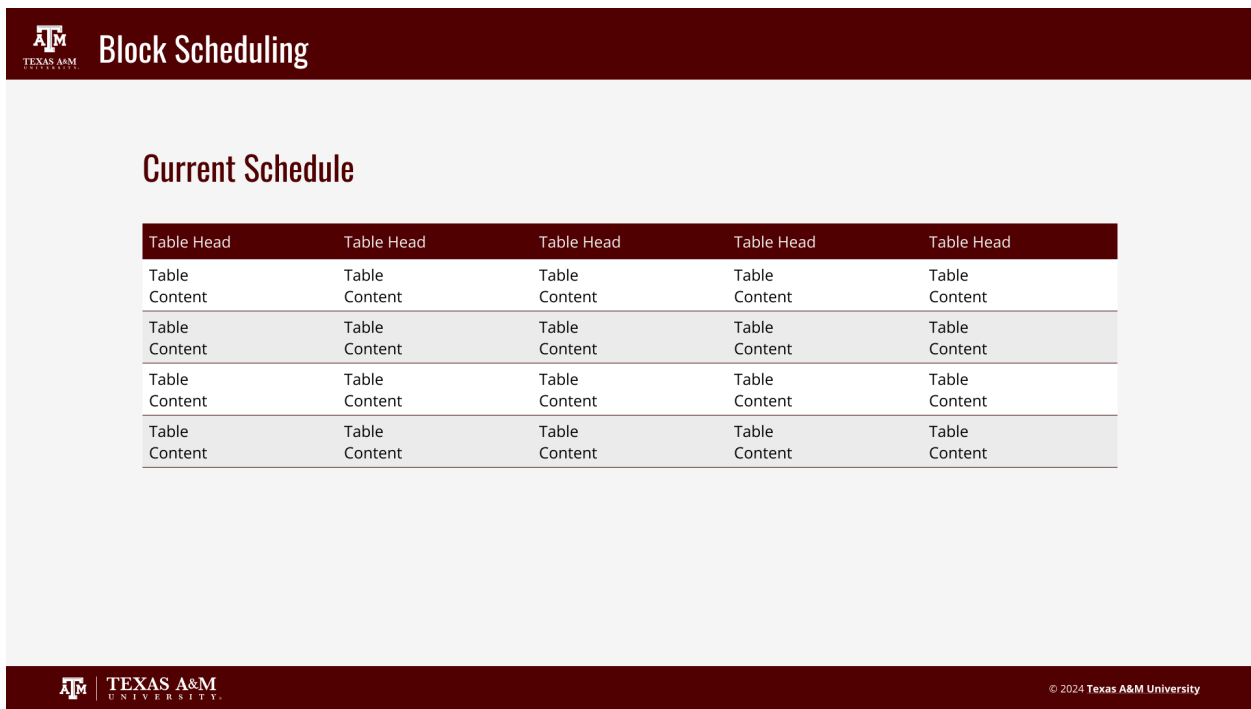 ATM
TEXAS A&M
UNIVERSITY.
Block Scheduling
Current Schedule
Table Head Table Head Table Head Table Head Table Head
Table Table Table Table Table
Content Content Content Content Content
Table Table Table Table Table
Content Content Content Content Content
Table Table Table Table Table
Content Content Content Content Content
Table Table Table Table Table
Content Content Content Content Content
ATM TEXAS A&M
UNIVERSITY.
© 2024 Texas A&M University